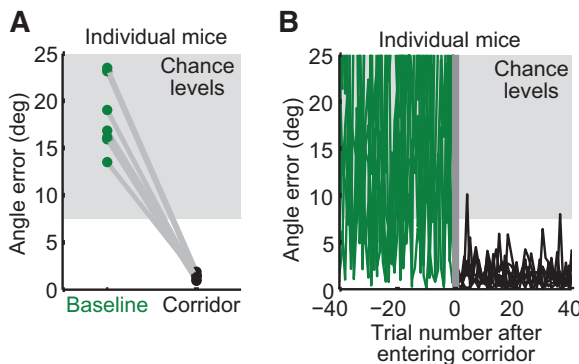 A
Individual mice
Chance
levels
Angle error (deg)
25
20
15
10
5
0
Baseline
Corridor
B
Individual mice
Chance
levels
Angle error (deg)
25
20
15
10
5
0
−40
−20
0
20
40
Trial number after
entering corridor